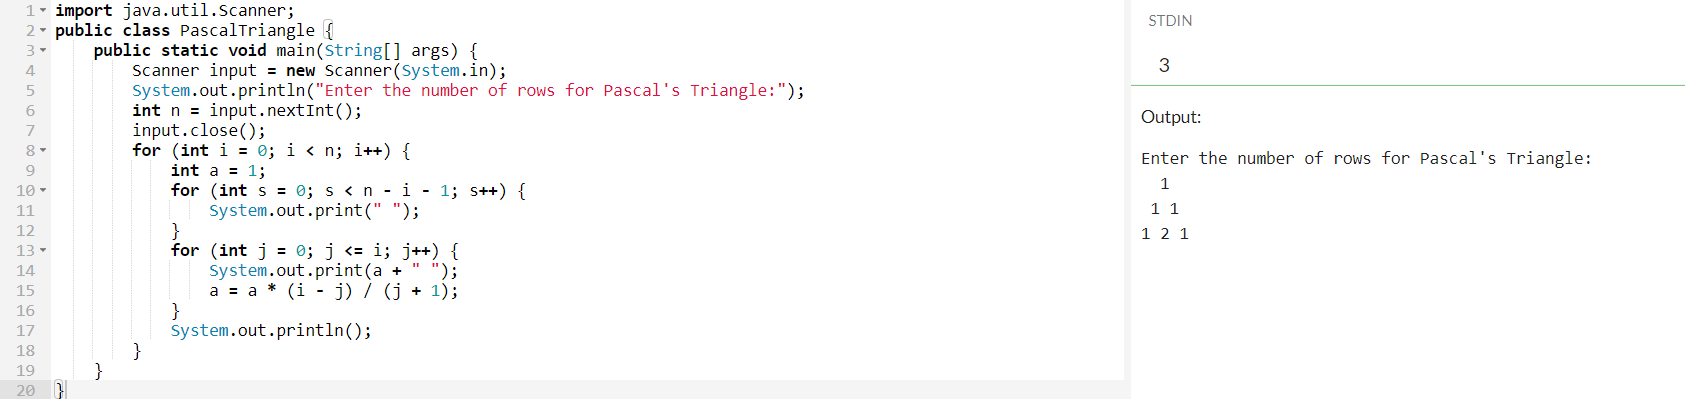 1 import java.util.Scanner;
2 public class PascalTriangle {
3     public static void main(String[] args) {
4         Scanner input = new Scanner(System.in);
5         System.out.println("Enter the number of rows for Pascal's Triangle:");
6         int n = input.nextInt();
7         input.close();
8         for (int i = 0; i < n; i++) {
9             int a = 1;
10             for (int s = 0; s < n - i - 1; s++) {
11                 System.out.print(" ");
12             }
13             for (int j = 0; j <= i; j++) {
14                 System.out.print(a + " ");
15                 a = a * (i - j) / (j + 1);
16             }
17             System.out.println();
18         }
19     }
20 }
STDIN
3
Output:
Enter the number of rows for Pascal's Triangle:
  1
 1 1
1 2 1